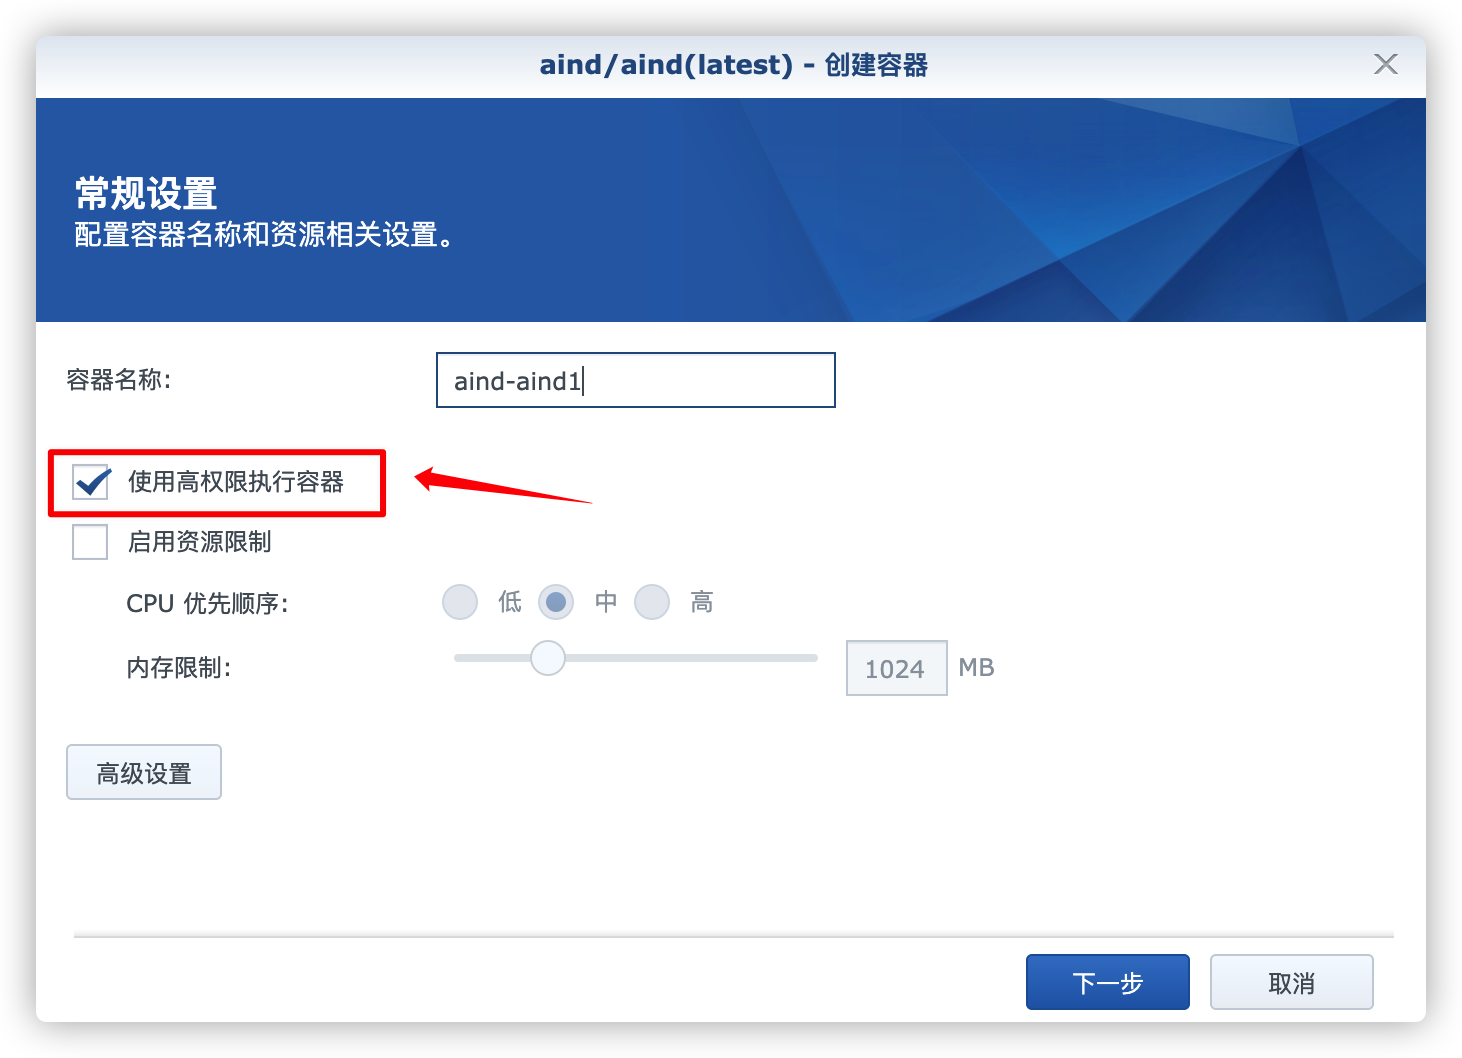 aind/aind(latest) - 创建容器
常规设置
配置容器名称和资源相关设置。
容器名称: aind-aind1
使用高权限执行容器
启用资源限制
CPU 优先顺序: 低 中 高
内存限制: 1024 MB
高级设置
下一步 取消